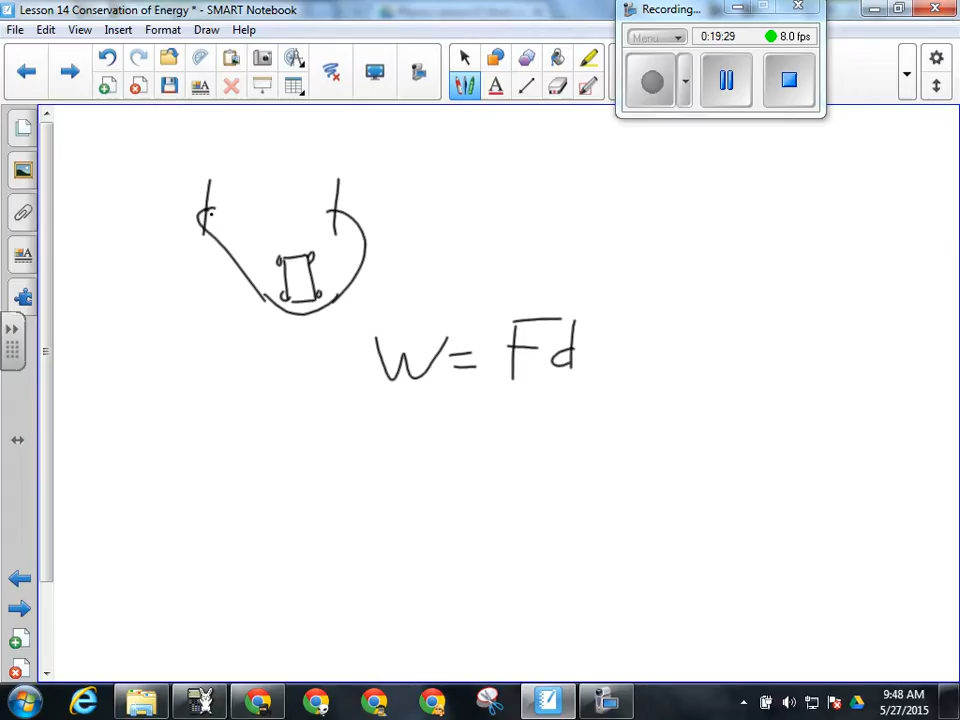 Lesson 14 Conservation of Energy * - SMART Notebook
Recording...
File Edit View Insert Format Draw Help
Menu
0:19:29
8.0 fps
A
W = Fd
9:48 AM
5/27/2015